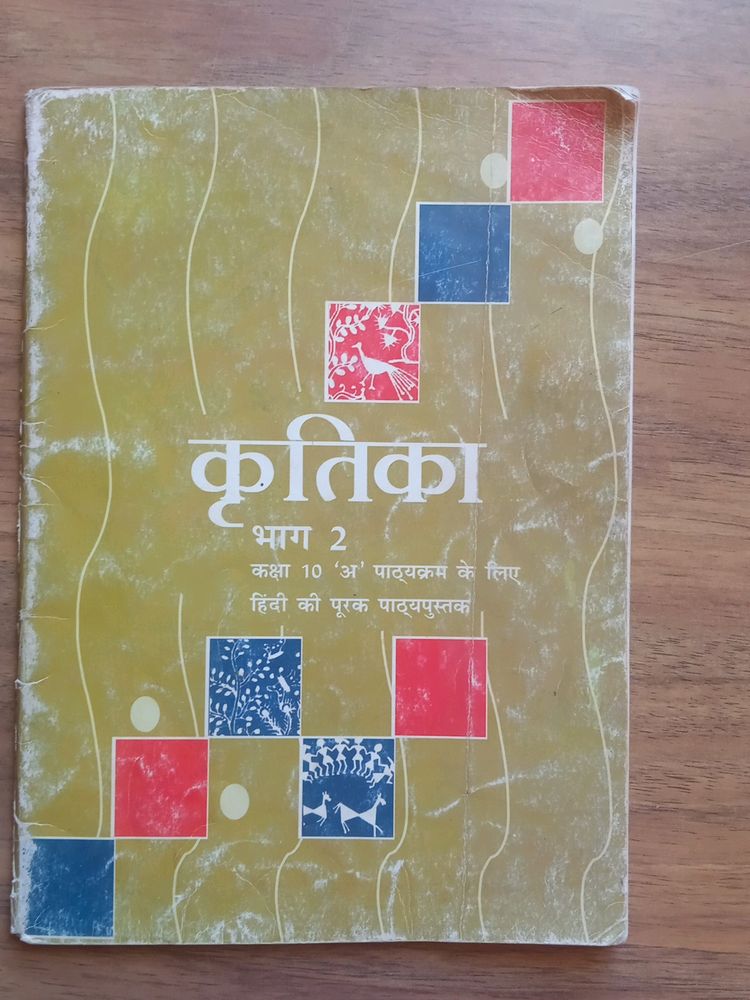 कृतिका
भाग 2
कक्षा 10 'अ' पाठ्यक्रम के लिए
हिंदी की पूरक पाठ्यपुस्तक